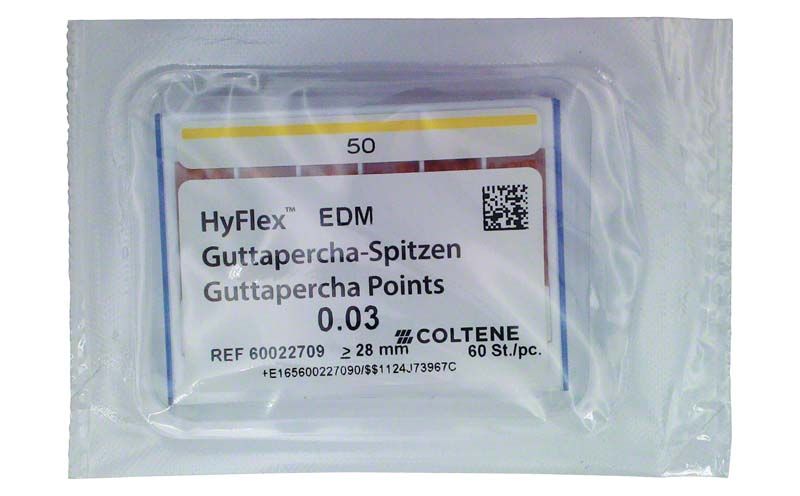 50
HyFlex™ EDM
Guttapercha-Spitzen
Guttapercha Points
0.03
COLTENE
REF 60022709 ≥ 28 mm 60 St./pc.
+E165600227090/$$1124J73967C